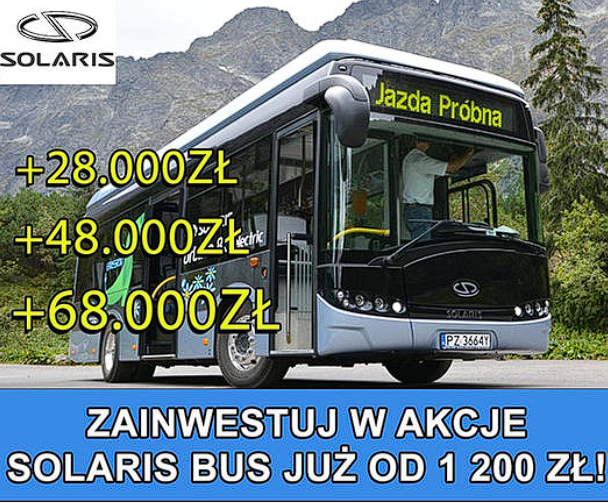 SOLARIS
Jazda Próbna
+28.000ZŁ
+48.000ZŁ
+68.000ZŁ
electric
SOLARIS
PZ 3664Y
ZAINWESTUJ W AKCJE
SOLARIS BUS JUŻ OD 1 200 ZŁ!